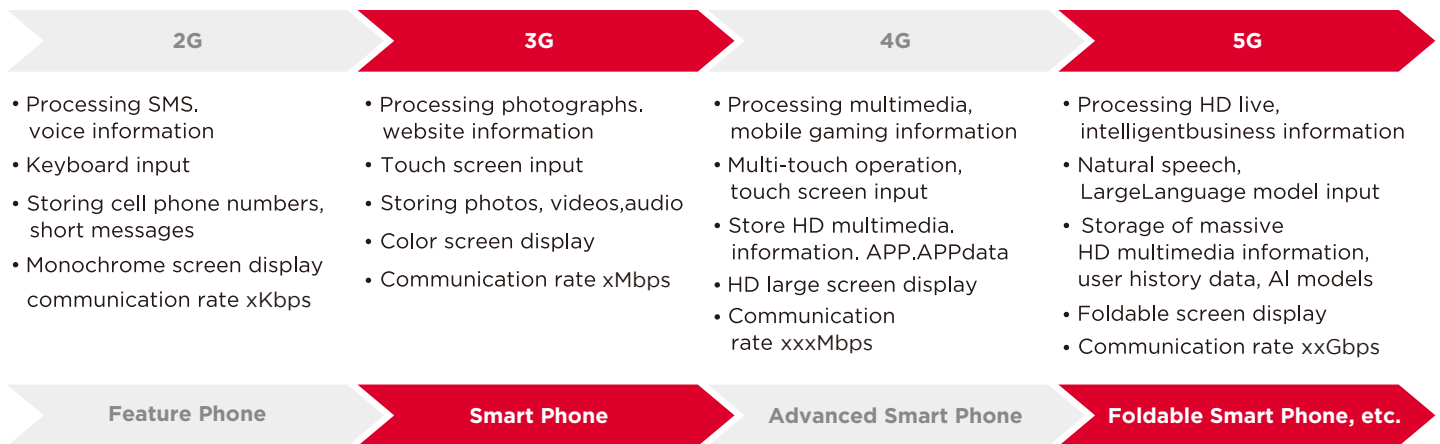 2G
3G
4G
5G
• Processing SMS.
voice information
• Keyboard input
• Storing cell phone numbers,
short messages
• Monochrome screen display
communication rate xKbps
• Processing photographs.
website information
• Touch screen input
• Storing photos, videos,audio
• Color screen display
• Communication rate xMbps
• Processing multimedia,
mobile gaming information
• Multi-touch operation,
touch screen input
• Store HD multimedia.
information. APP.APPdata
• HD large screen display
• Communication
rate xxxMbps
• Processing HD live,
intelligentbusiness information
• Natural speech,
LargeLanguage model input
• Storage of massive
HD multimedia information,
user history data, AI models
• Foldable screen display
• Communication rate xxGbps
Feature Phone
Smart Phone
Advanced Smart Phone
Foldable Smart Phone, etc.